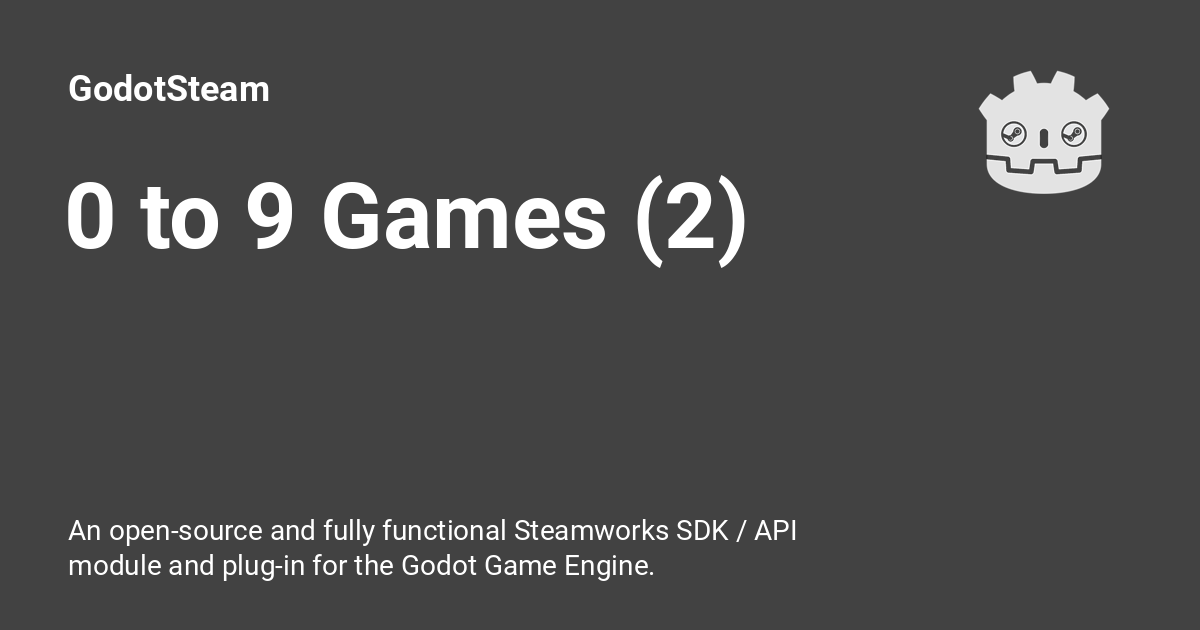 GodotSteam
0 to 9 Games (2)
An open-source and fully functional Steamworks SDK / API
module and plug-in for the Godot Game Engine.